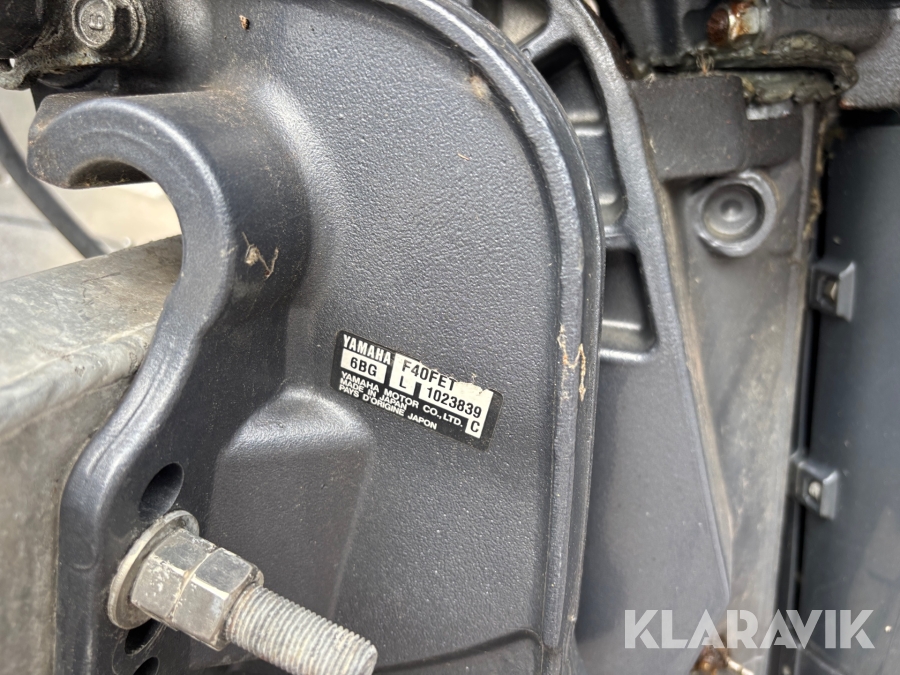 YAMAHA F40FET
6BG L 1023839
YAMAHA MOTOR CO., LTD. C
MADE IN JAPAN
PAYS D'ORIGINE JAPON
KLARAVIK